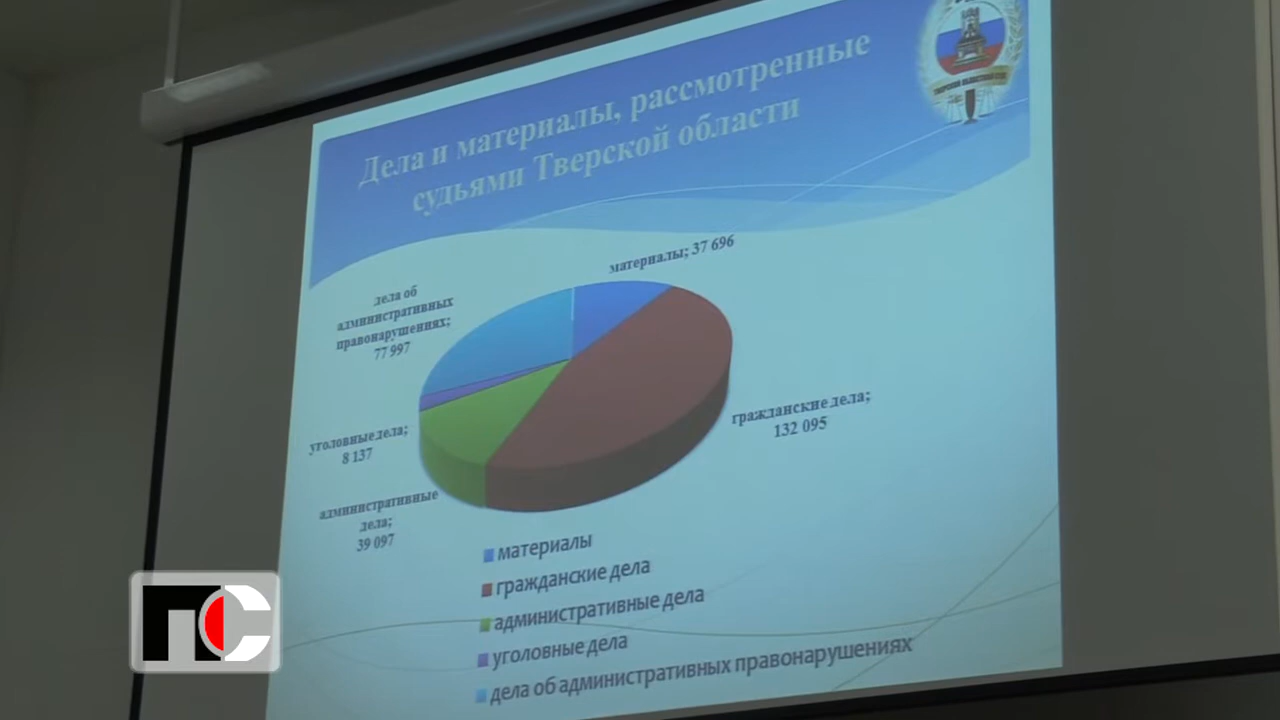 Дела и материалы, рассмотренные
судьями Тверской области
материалы; 37 696
дела об
административных
правонарушениях;
77 997
гражданские дела;
132 095
уголовные дела;
8 137
административные
дела;
39 097
материалы
гражданские дела
административные дела
уголовные дела
дела об административных правонарушениях
ПС